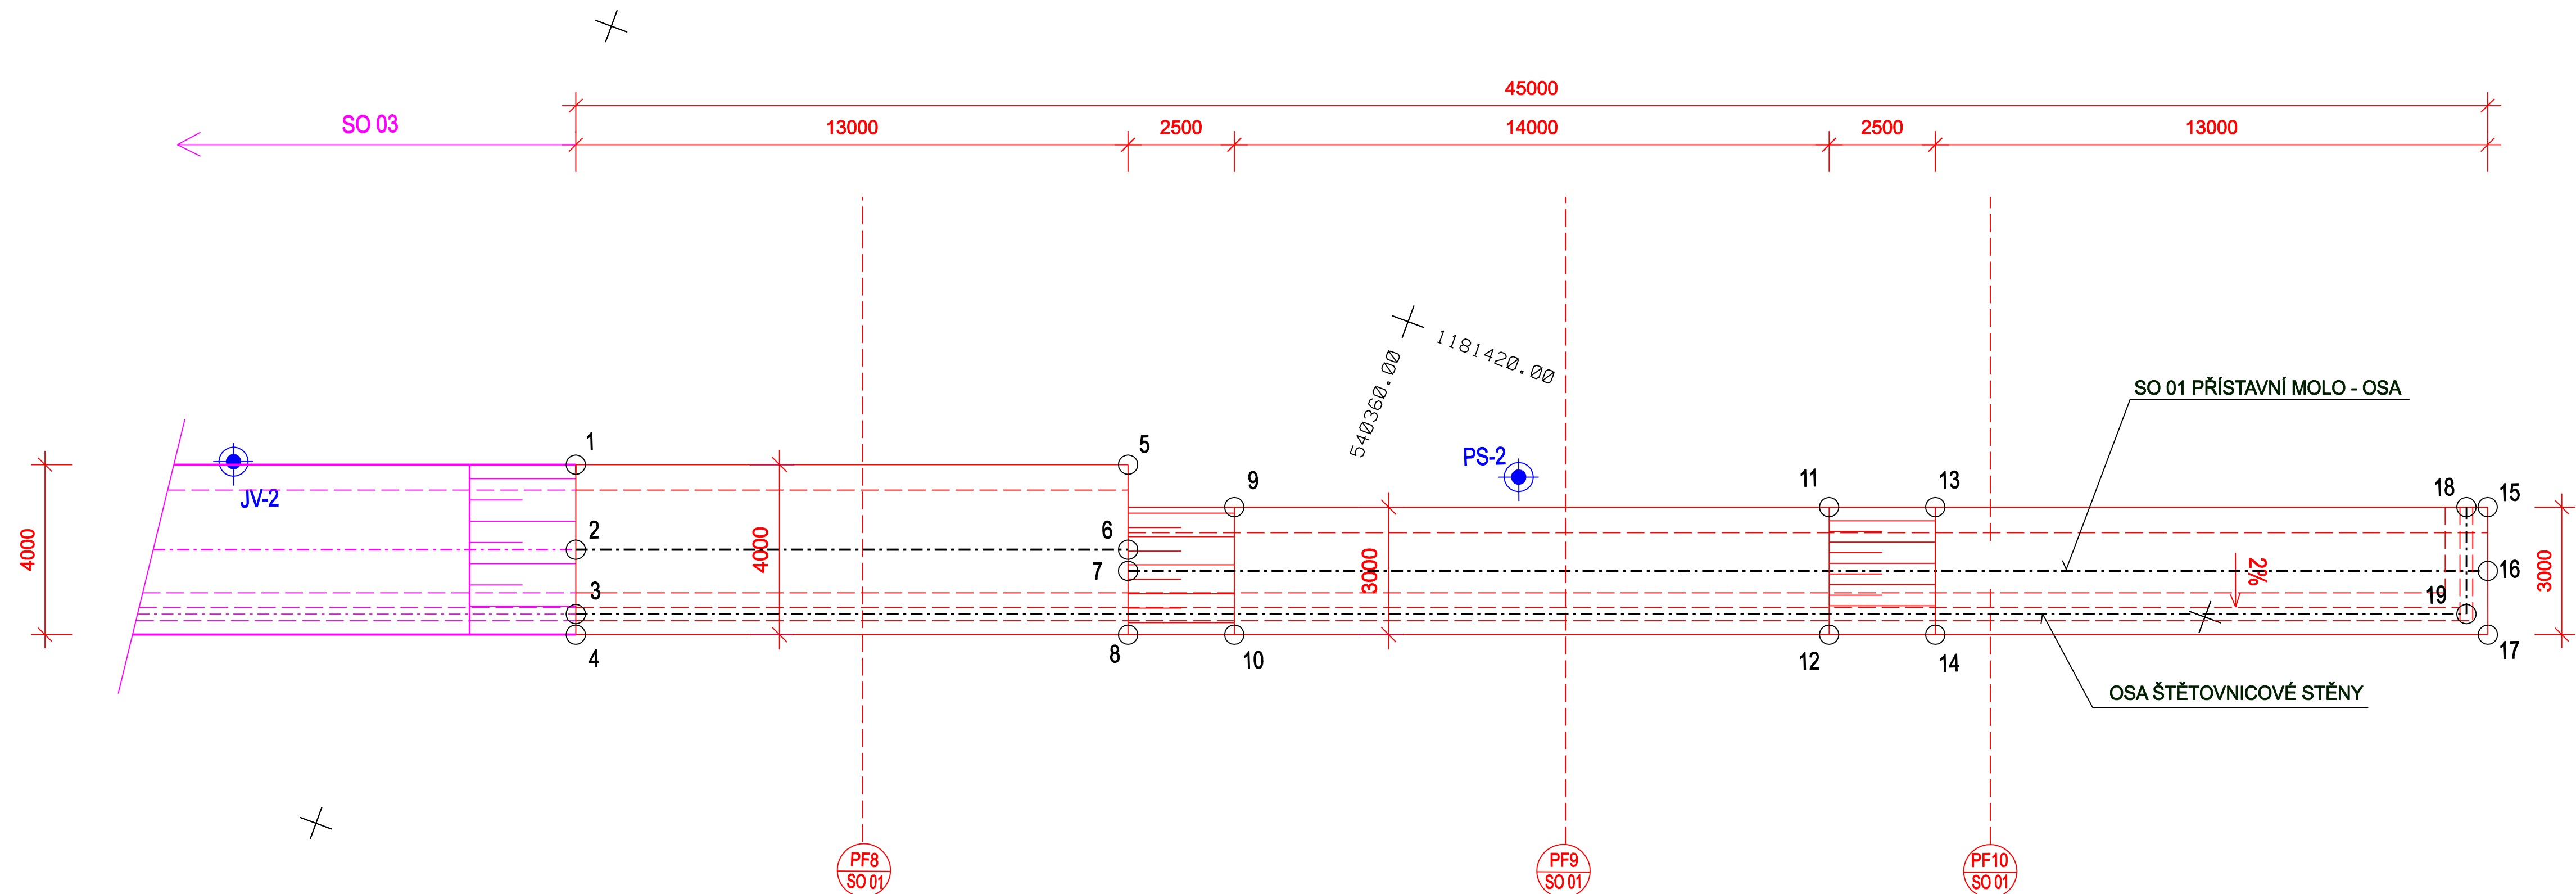 45000
SO 03
13000
2500
14000
2500
13000
540360.00
1181420.00
SO 01 PŘÍSTAVNÍ MOLO - OSA
1
5
PS-2
JV-2
9
11
13
18
15
2
6
4000
4000
3000
2%
3000
7
16
3
19
4
8
10
12
14
17
OSA ŠTĚTOVNICOVÉ STĚNY
PF8
SO 01
PF9
SO 01
PF10
SO 01